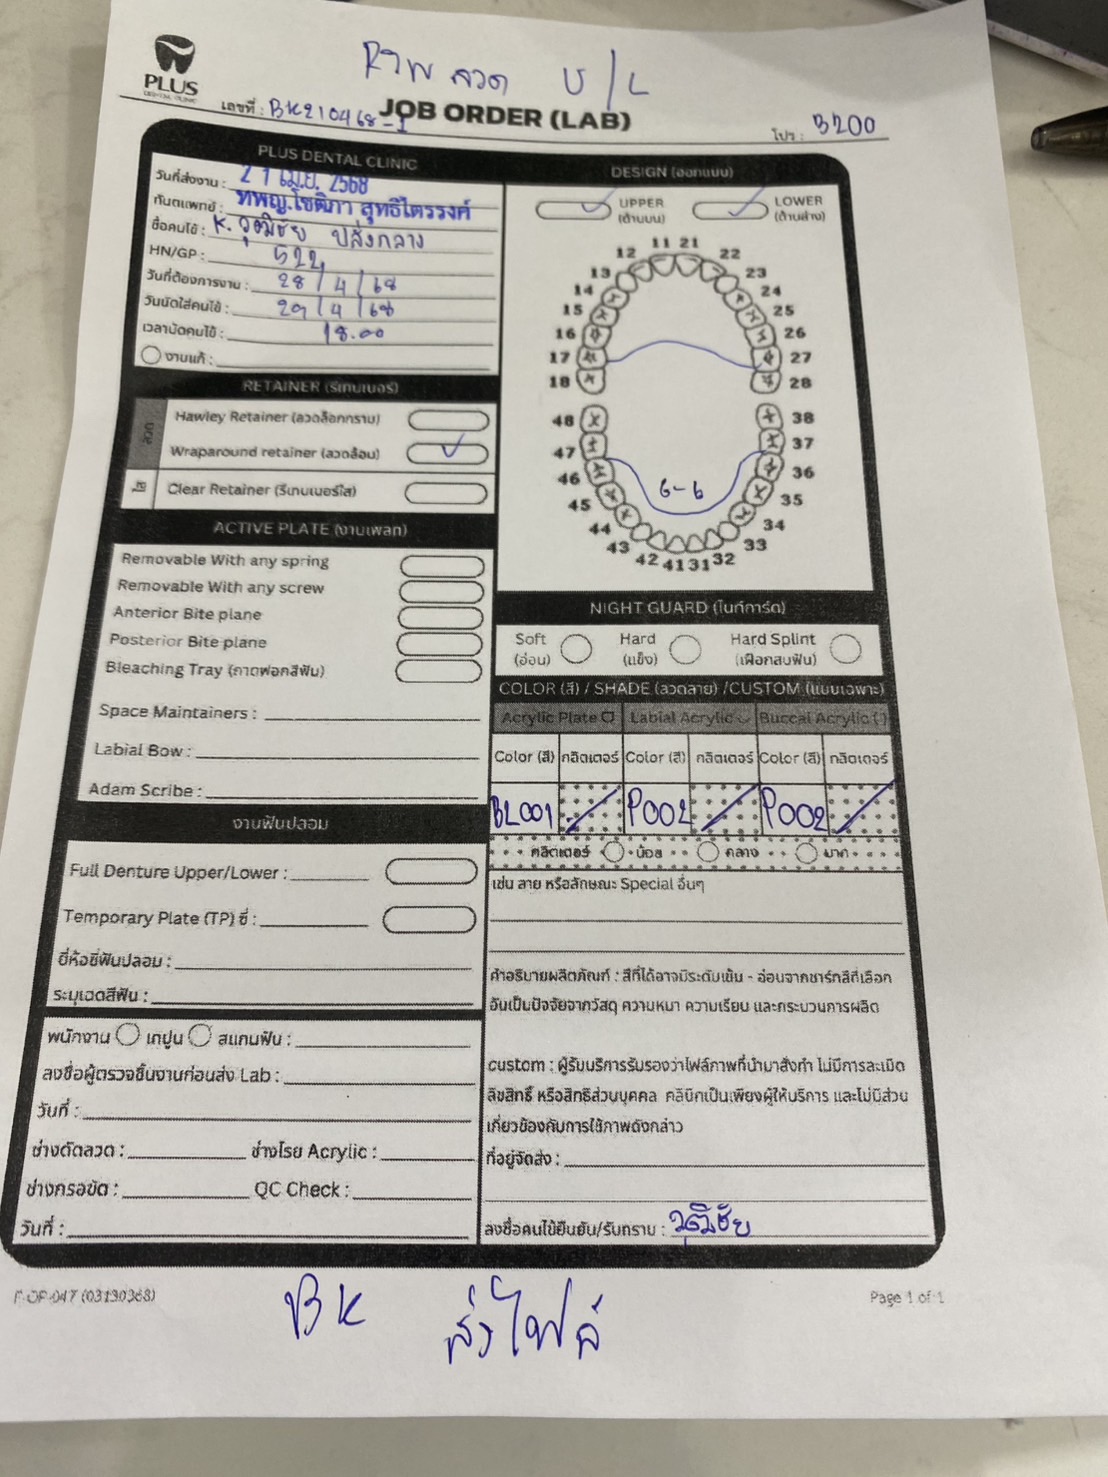 RTW ลวด U/L
PLUS
DENTAL CLINIC
เลขที่ : BK210468-1
JOB ORDER (LAB)
โปร : 3200
PLUS DENTAL CLINIC
วันที่ส่งงาน : 21 เม.ย. 2568
ทันตแพทย์ : ทพญ.โชติภา สุทธิไตรรงค์
ชื่อคนไข้ : K. วุฒิชัย ปลั่งกลาง
HN/GP : 522
วันที่ต้องการงาน : 28/4/68
วันนัดใส่คนไข้ : 29/4/68
เวลานัดคนไข้ : 18.00
งานแก้ :
RETAINER (รีเทนเนอร์)
ลวด
Hawley Retainer (ลวดล็อกกราม)
Wraparound retainer (ลวดล้อม)
ใส
Clear Retainer (รีเทนเนอร์ใส)
ACTIVE PLATE (งานเพลท)
Removable With any spring
Removable With any screw
Anterior Bite plane
Posterior Bite plane
Bleaching Tray (ถาดฟอกสีฟัน)
Space Maintainers :
Labial Bow :
Adam Scribe :
งานฟันปลอม
Full Denture Upper/Lower :
Temporary Plate (TP) ซี่ :
ยี่ห้อซี่ฟันปลอม :
ระบุเฉดสีฟัน :
พนักงาน เทปูน สแกนฟัน :
ลงชื่อผู้ตรวจชิ้นงานก่อนส่ง Lab :
วันที่ :
ช่างดัดลวด : ช่างโรย Acrylic :
ช่างกรอขัด : QC Check :
วันที่ :
DESIGN (ออกแบบ)
UPPER (ด้านบน) LOWER (ด้านล่าง)
11 21
12 22
13 23
14 24
15 25
16 26
17 27
18 28
48 38
47 37
46 36
6-6
45 35
44 34
43 33
42 41 31 32
NIGHT GUARD (ไนท์การ์ด)
Soft (อ่อน) Hard (แข็ง) Hard Splint (เฝือกสบฟัน)
COLOR (สี) / SHADE (ลวดลาย) /CUSTOM (แบบเฉพาะ)
Acrylic Plate Labial Acrylic Buccal Acrylic
Color (สี) กลิตเตอร์ Color (สี) กลิตเตอร์ Color (สี) กลิตเตอร์
BL001 P002 P002
กลิตเตอร์ น้อย กลาง มาก
เช่น ลาย หรือลักษณะ Special อื่นๆ
คำอธิบายผลิตภัณฑ์ : สีที่ได้อาจมีระดับเข้ม - อ่อนจากชาร์ทสีที่เลือก
อันเป็นปัจจัยจากวัสดุ ความหนา ความเรียบ และกระบวนการผลิต
custom : ผู้รับบริการรับรองว่าไฟล์ภาพที่นำมาสั่งทำ ไม่มีการละเมิด
ลิขสิทธิ์ หรือสิทธิส่วนบุคคล คลินิกเป็นเพียงผู้ให้บริการ และไม่มีส่วน
เกี่ยวข้องกับการใช้ภาพดังกล่าว
ที่อยู่จัดส่ง :
ลงชื่อคนไข้ยืนยัน/รับทราบ : วุฒิชัย
F-OP-047 (03190368)
Page 1 of 1
BK ส่งไฟล์